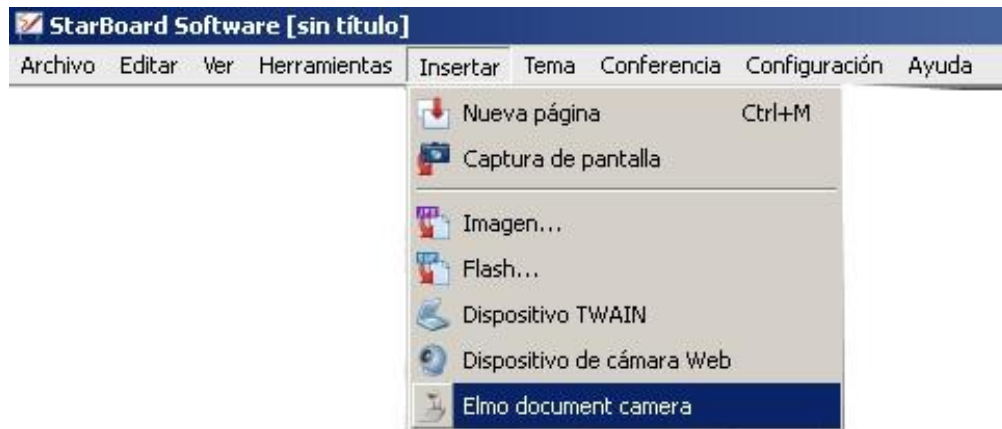 StarBoard Software [sin título]
Archivo Editar Ver Herramientas Insertar Tema Conferencia Configuración Ayuda
Nueva página Ctrl+M
Captura de pantalla
Imagen...
Flash...
Dispositivo TWAIN
Dispositivo de cámara Web
Elmo document camera